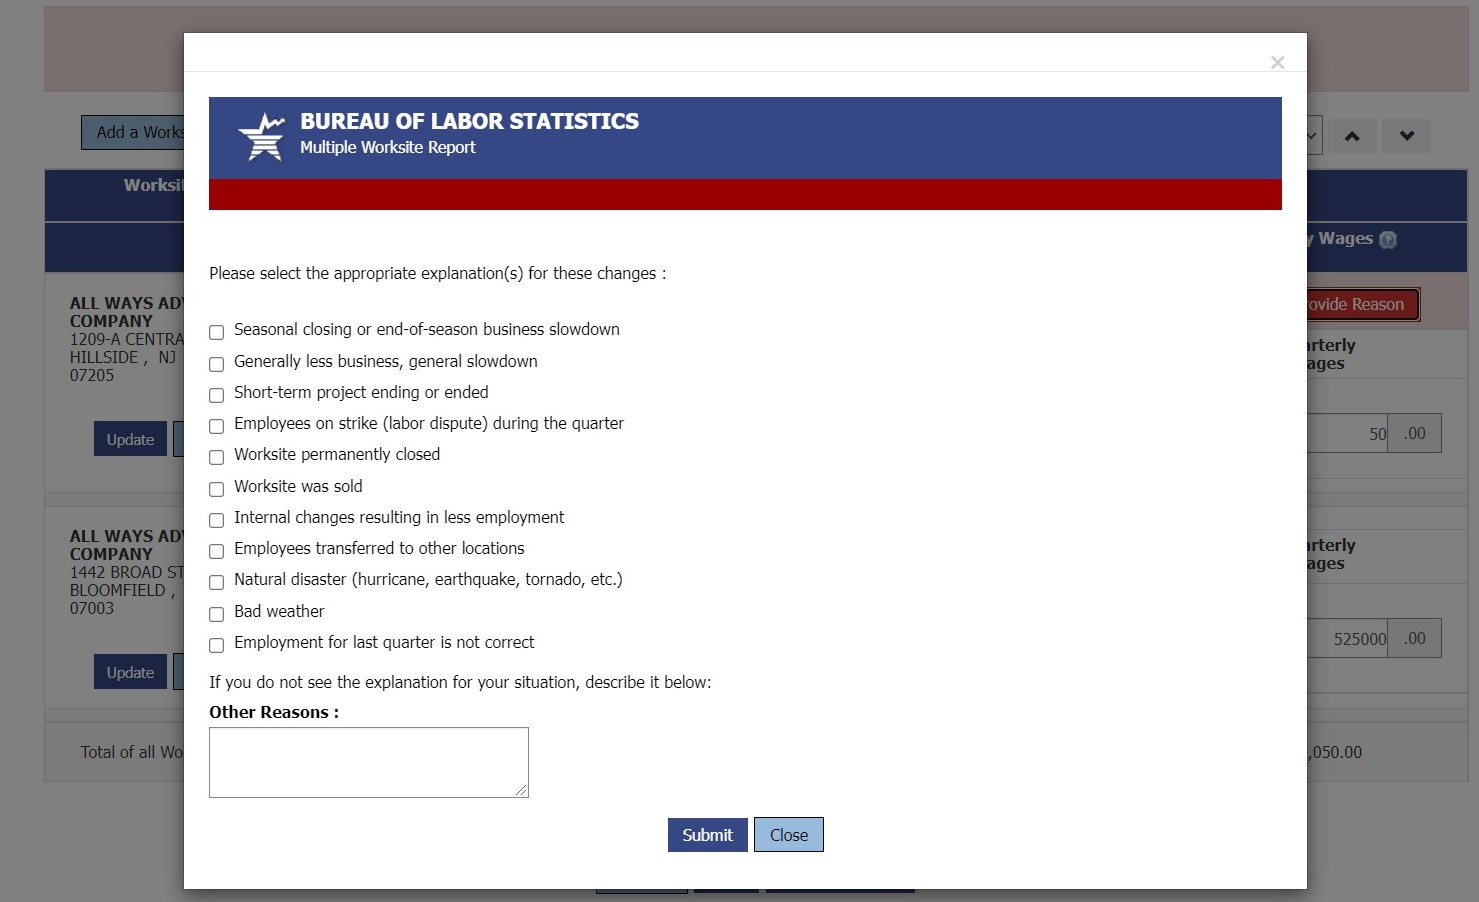 ×
BUREAU OF LABOR STATISTICS
Multiple Worksite Report
Please select the appropriate explanation(s) for these changes :
Seasonal closing or end-of-season business slowdown
Generally less business, general slowdown
Short-term project ending or ended
Employees on strike (labor dispute) during the quarter
Worksite permanently closed
Worksite was sold
Internal changes resulting in less employment
Employees transferred to other locations
Natural disaster (hurricane, earthquake, tornado, etc.)
Bad weather
Employment for last quarter is not correct
If you do not see the explanation for your situation, describe it below:
Other Reasons :
Submit Close
Add a Works
Worksit
y Wages ?
ALL WAYS AD
COMPANY
1209-A CENTRA
HILLSIDE , NJ
07205
Update
ovide Reason
rterly
ages
50 .00
ALL WAYS AD
COMPANY
1442 BROAD ST
BLOOMFIELD ,
07003
Update
rterly
ages
525000 .00
Total of all Wo
,050.00